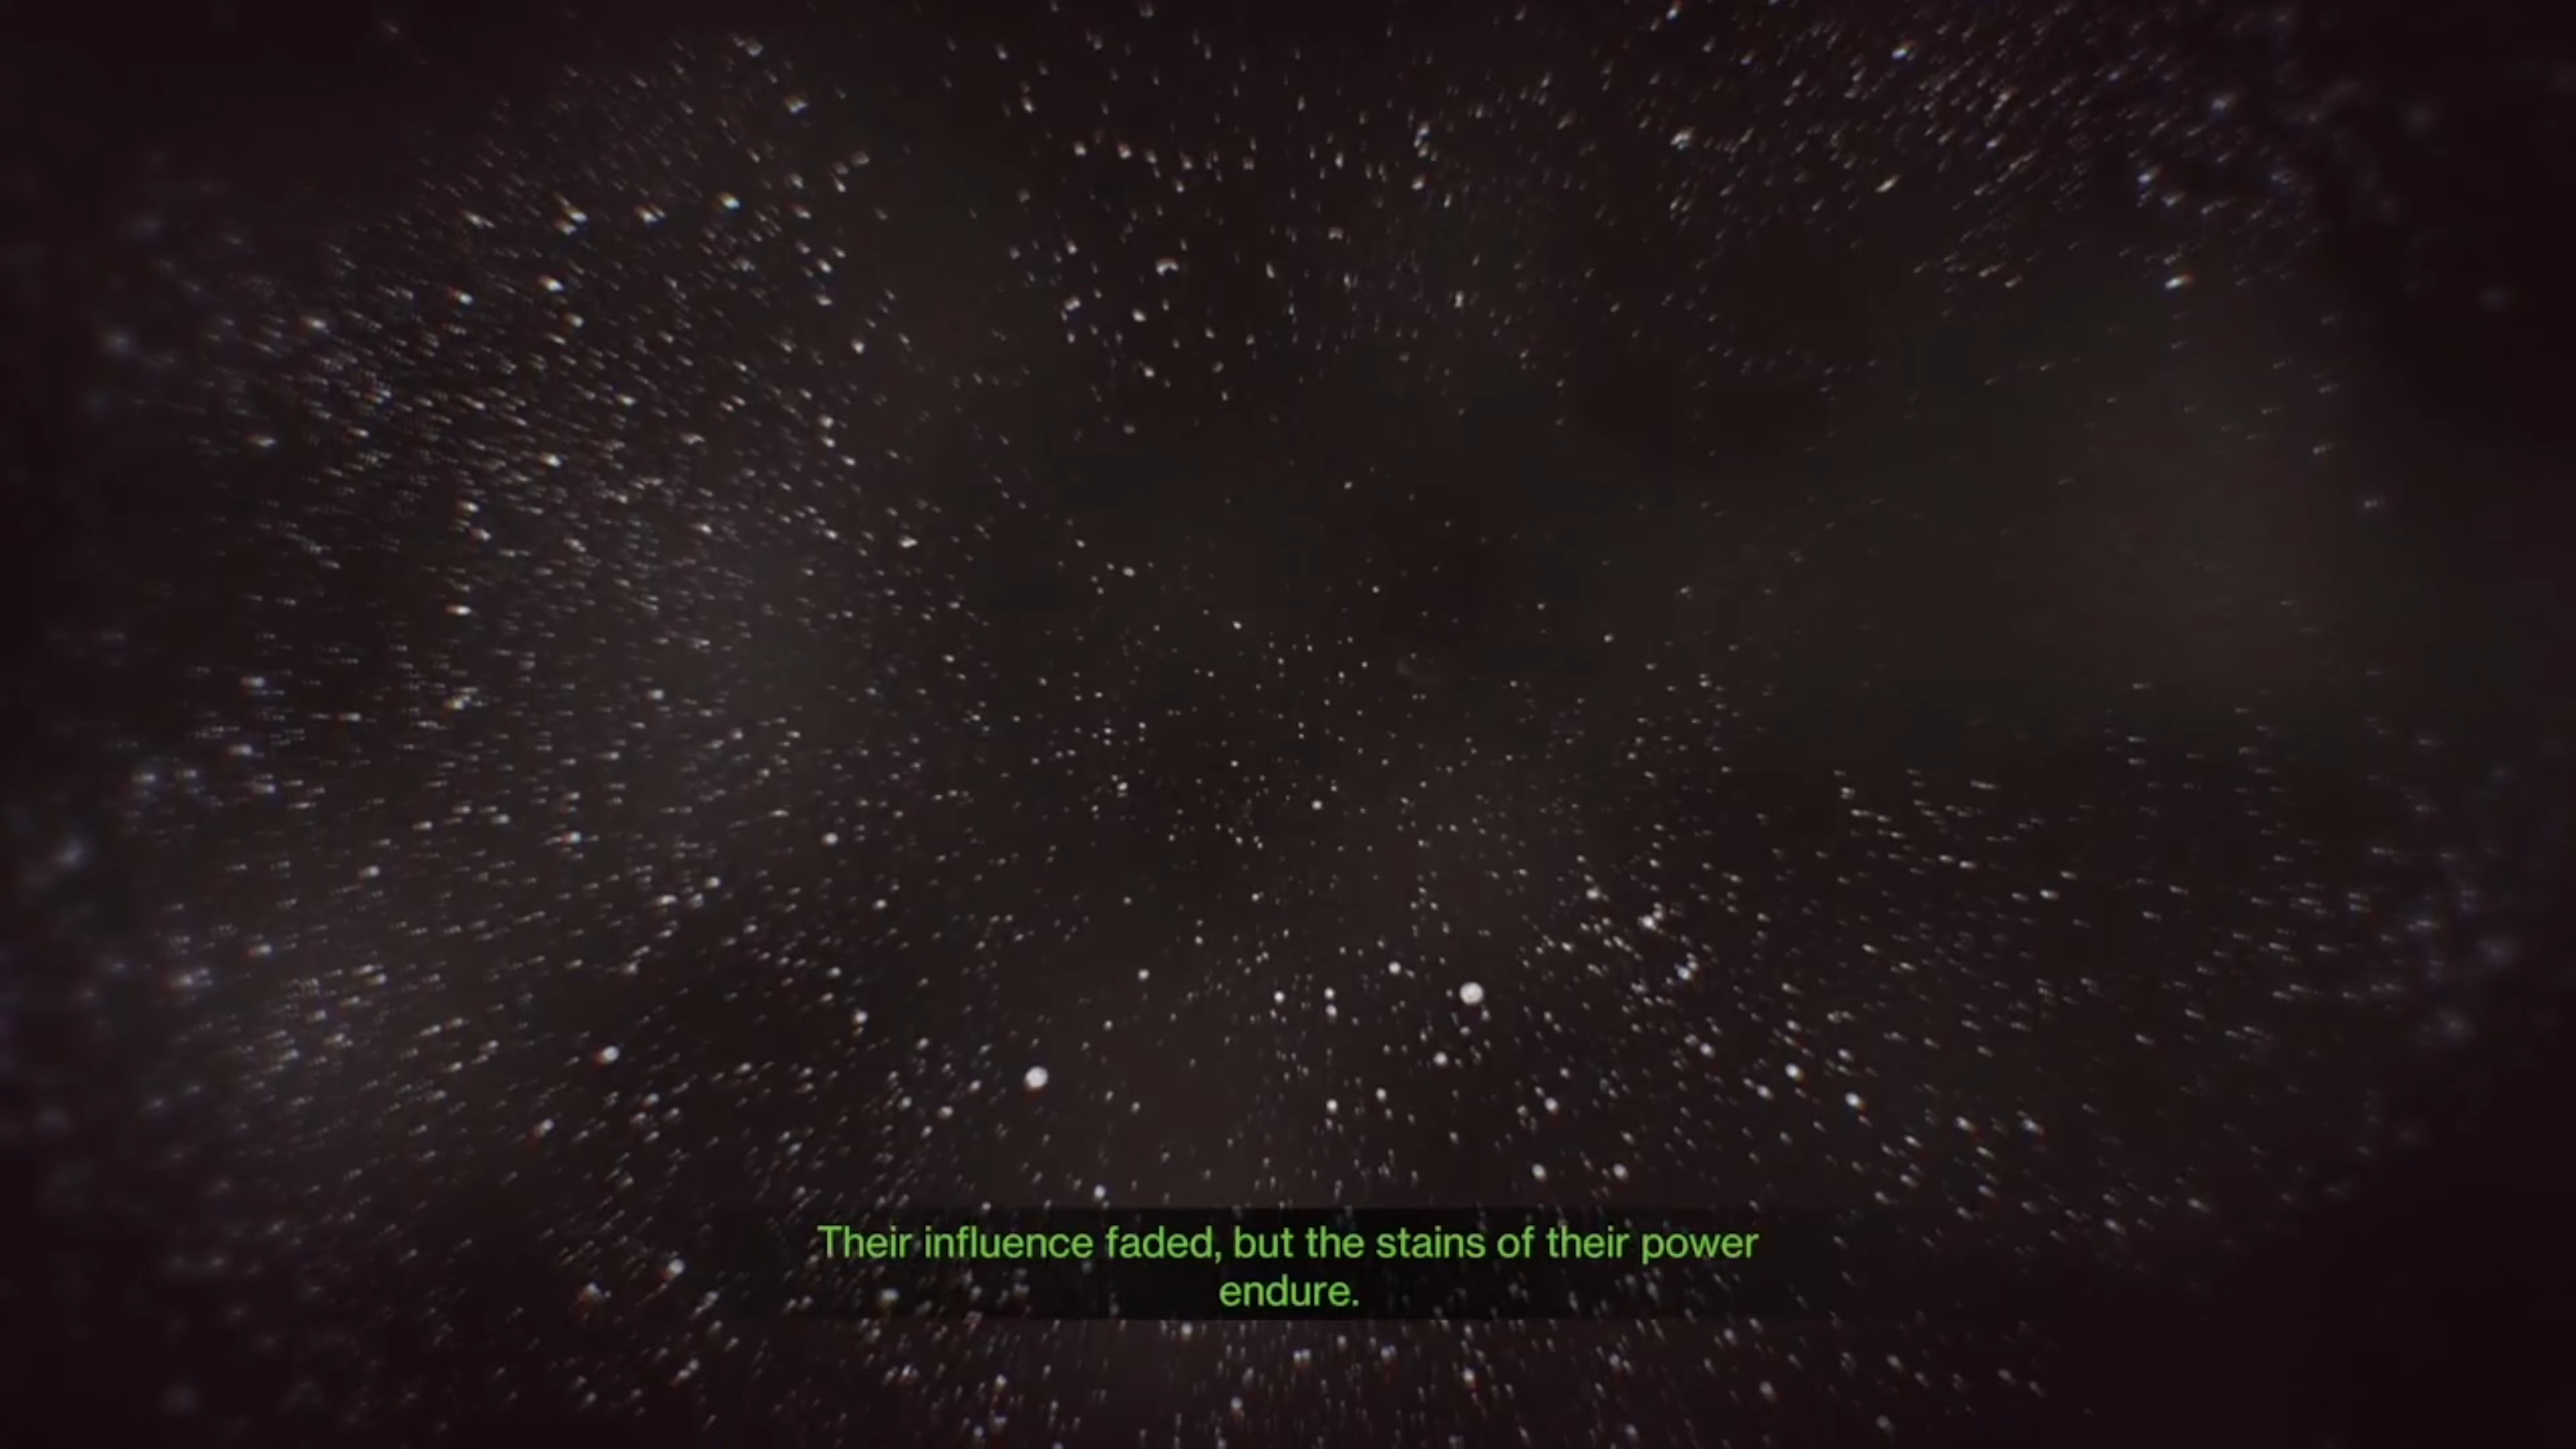 Their influence faded, but the stains of their power
endure.